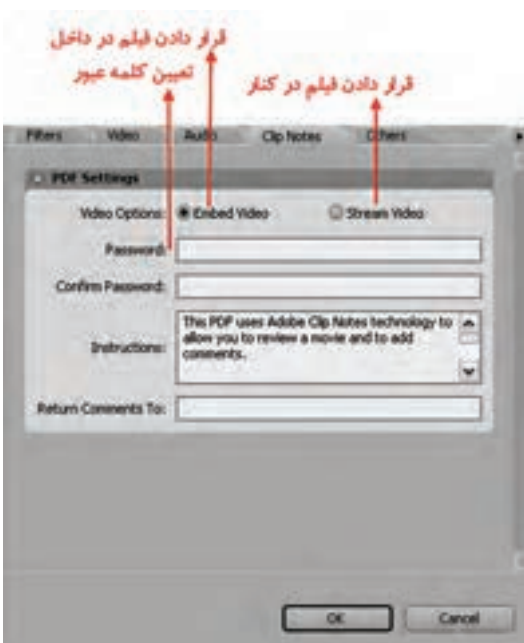 قرار دادن فیلم در داخل
تعیین کلمه عبور
قرار دادن فیلم در کنار
Filters Video Audio Clip Notes Others
PDF Settings
Video Options: Embed Video Stream Video
Password:
Confirm Password:
Instructions: This PDF uses Adobe Clip Notes technology to
allow you to review a movie and to add
comments.
Return Comments To:
OK Cancel